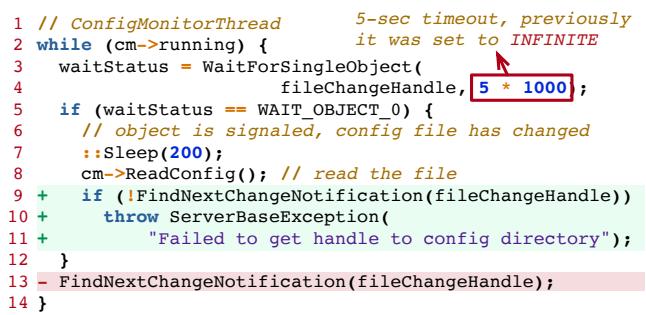 5-sec timeout, previously
it was set to INFINITE
1 // ConfigMonitorThread
2 while (cm->running) {
3 waitStatus = WaitForSingleObject(
4 fileChangeHandle, 5 * 1000);
5 if (waitStatus == WAIT_OBJECT_0) {
6 // object is signaled, config file has changed
7 ::Sleep(200);
8 cm->ReadConfig(); // read the file
9 + if (!FindNextChangeNotification(fileChangeHandle))
10 + throw ServerBaseException(
11 + "Failed to get handle to config directory");
12 }
13 - FindNextChangeNotification(fileChangeHandle);
14 }